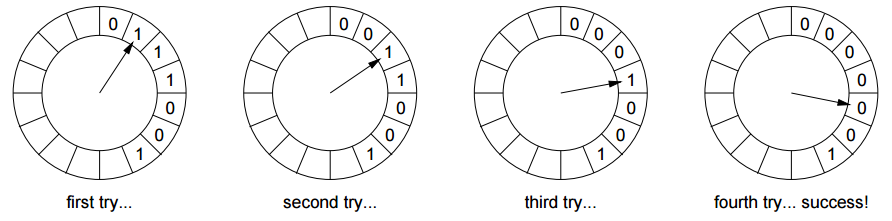 0 1 1 1 0 0 1
first try...
0 0 1 1 0 0 1
second try...
0 0 0 1 0 0 1
third try...
0 0 0 0 0 0 1
fourth try... success!